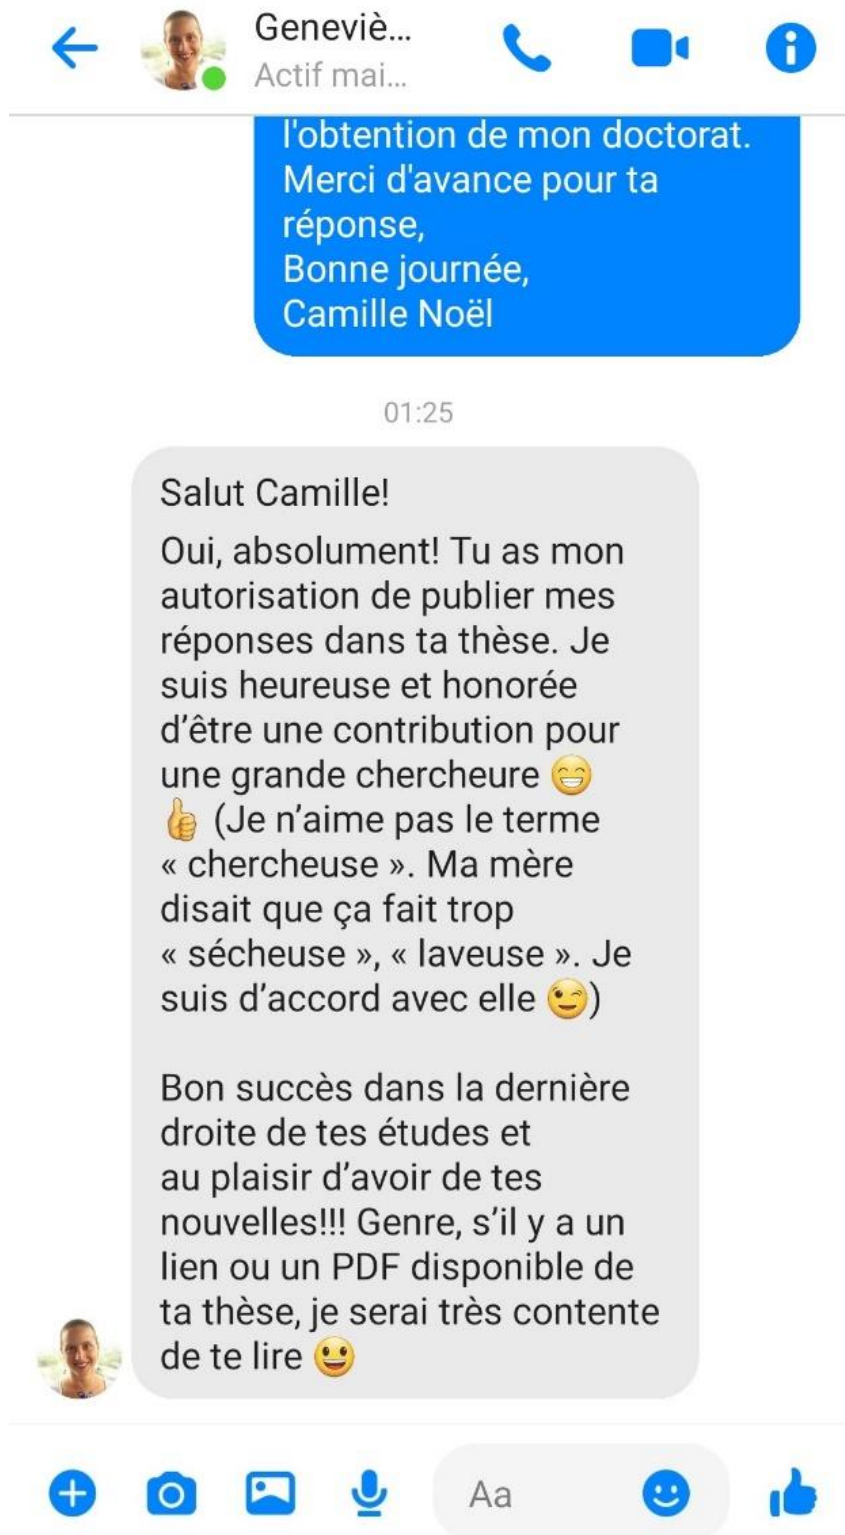 Geneviè...
Actif mai...
l'obtention de mon doctorat.
Merci d'avance pour ta
réponse,
Bonne journée,
Camille Noël
01:25
Salut Camille!
Oui, absolument! Tu as mon
autorisation de publier mes
réponses dans ta thèse. Je
suis heureuse et honorée
d’être une contribution pour
une grande chercheure 😁
👍 (Je n’aime pas le terme
« chercheuse ». Ma mère
disait que ça fait trop
« sécheuse », « laveuse ». Je
suis d’accord avec elle 😉)
Bon succès dans la dernière
droite de tes études et
au plaisir d’avoir de tes
nouvelles!!! Genre, s’il y a un
lien ou un PDF disponible de
ta thèse, je serai très contente
de te lire 😀
Aa